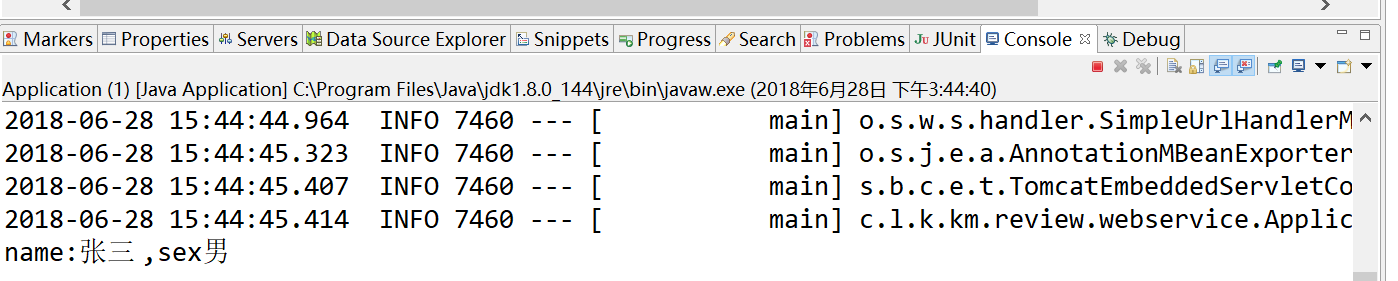 Markers Properties Servers Data Source Explorer Snippets Progress Search Problems JUnit Console Debug
Application (1) [Java Application] C:\Program Files\Java\jdk1.8.0_144\jre\bin\javaw.exe (2018年6月28日 下午3:44:40)
2018-06-28 15:44:44.964  INFO 7460 --- [           main] o.s.w.s.handler.SimpleUrlHandlerM
2018-06-28 15:44:45.323  INFO 7460 --- [           main] o.s.j.e.a.AnnotationMBeanExporter
2018-06-28 15:44:45.407  INFO 7460 --- [           main] s.b.c.e.t.TomcatEmbeddedServletCo
2018-06-28 15:44:45.414  INFO 7460 --- [           main] c.l.k.km.review.webservice.Applic
name:张三 ,sex男